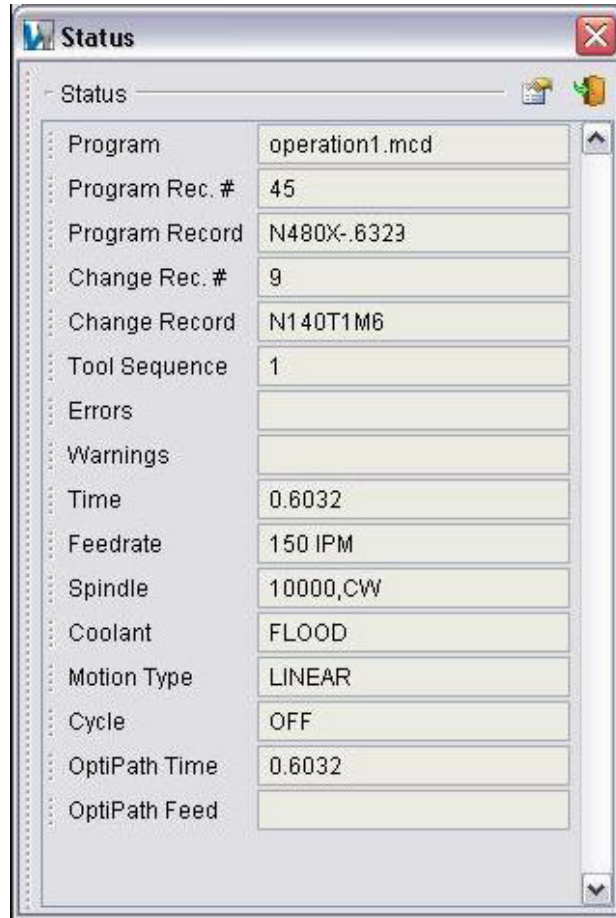 Status
Status
Program operation1.mcd
Program Rec. # 45
Program Record N480X-.6323
Change Rec. # 9
Change Record N140T1M6
Tool Sequence 1
Errors
Warnings
Time 0.6032
Feedrate 150 IPM
Spindle 10000,CW
Coolant FLOOD
Motion Type LINEAR
Cycle OFF
OptiPath Time 0.6032
OptiPath Feed